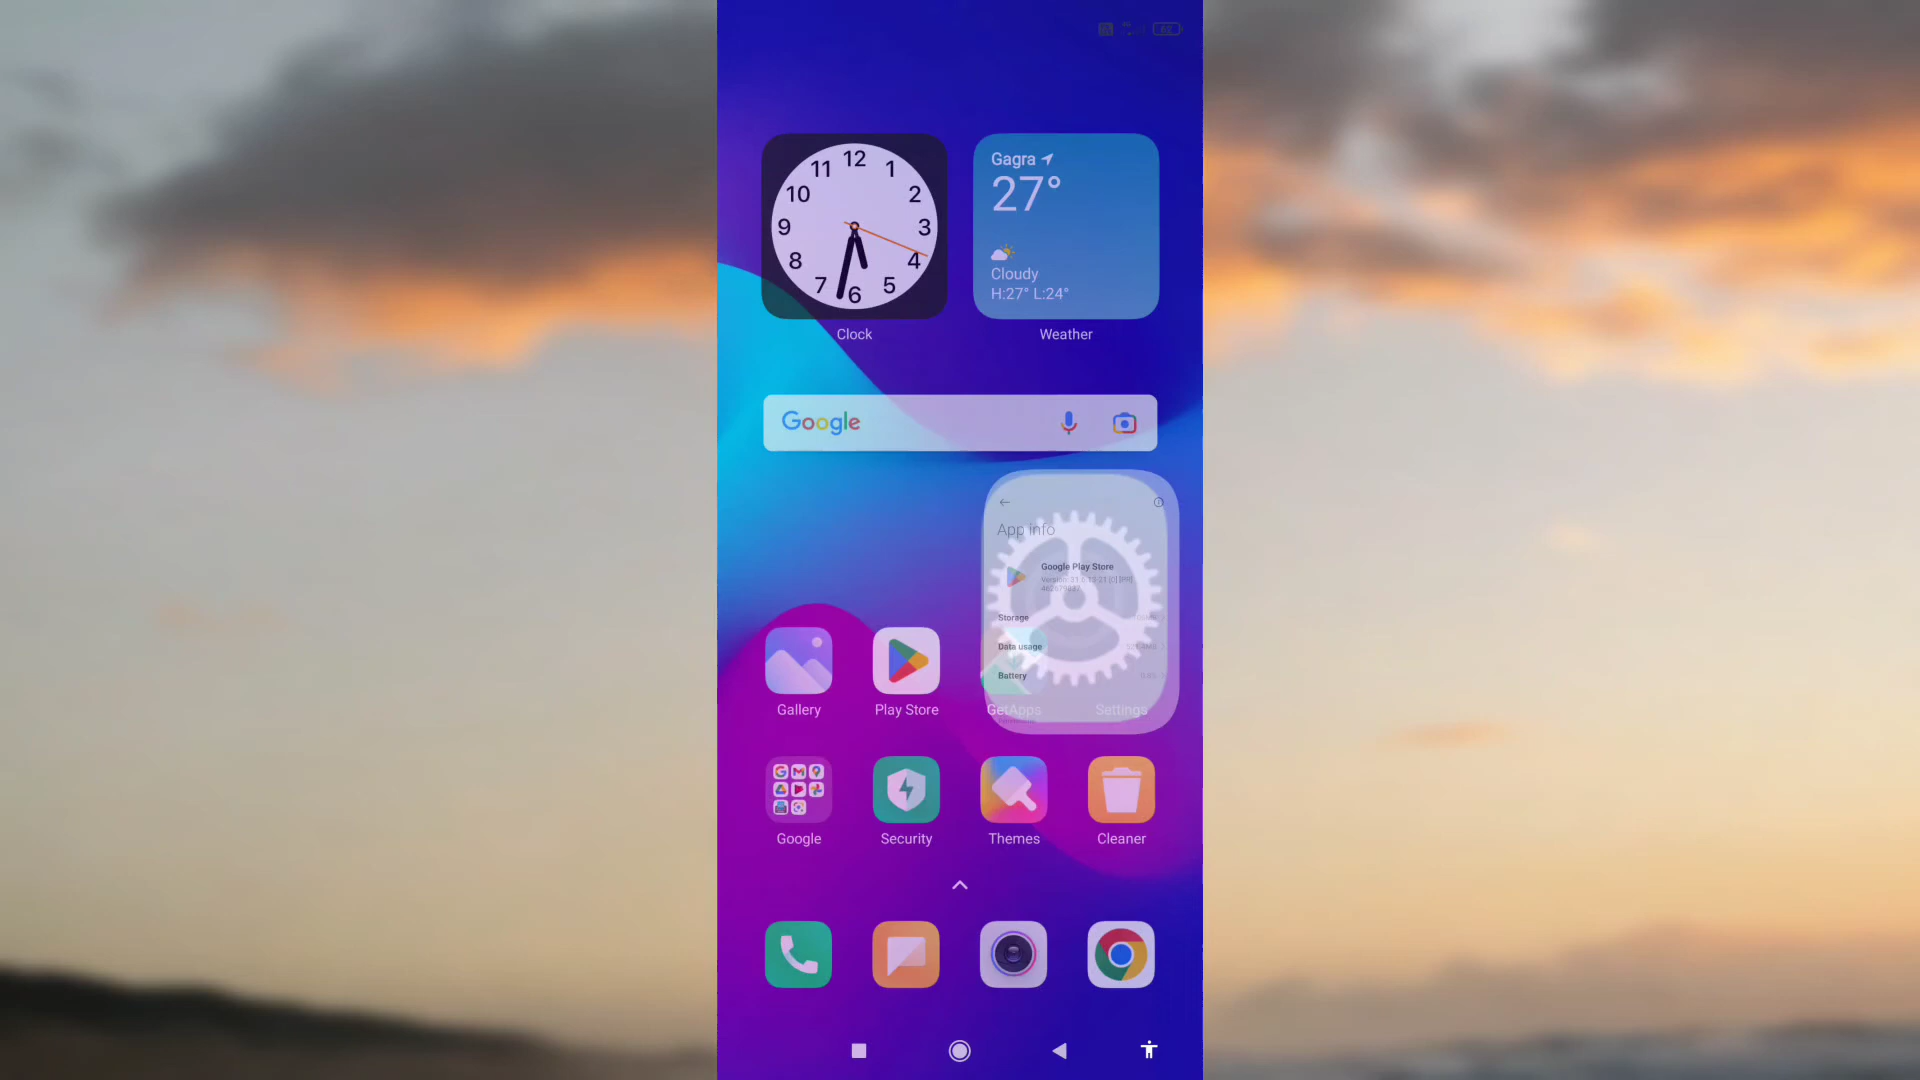 62
12
11
1
10
2
9
3
8
4
7
5
6
Clock
Gagra
27°
Cloudy
H:27° L:24°
Weather
Google
App info
Google Play Store
Storage
Data usage
Battery
Gallery
Play Store
GetApps
Settings
Google
Security
Themes
Cleaner